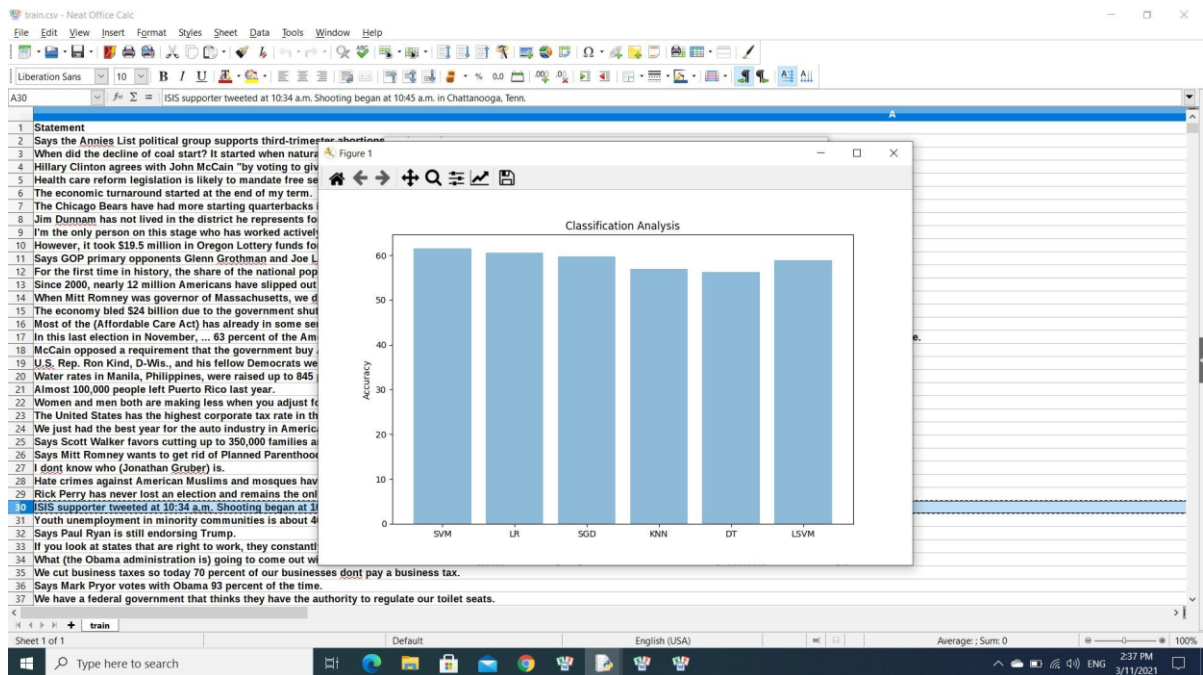 train.csv - Neat Office Calc
File Edit View Insert Format Styles Sheet Data Tools Window Help
Liberation Sans 10
A30 ISIS supporter tweeted at 10:34 a.m. Shooting began at 10:45 a.m. in Chattanooga, Tenn.
A
1 Statement
2 Says the Annies List political group supports third-trimester abortions
3 When did the decline of coal start? It started when natura
4 Hillary Clinton agrees with John McCain "by voting to giv
5 Health care reform legislation is likely to mandate free se
6 The economic turnaround started at the end of my term.
7 The Chicago Bears have had more starting quarterbacks
8 Jim Dunnam has not lived in the district he represents fo
9 I'm the only person on this stage who has worked actively
10 However, it took $19.5 million in Oregon Lottery funds fo
11 Says GOP primary opponents Glenn Grothman and Joe L
12 For the first time in history, the share of the national pop
13 Since 2000, nearly 12 million Americans have slipped out
14 When Mitt Romney was governor of Massachusetts, we d
15 The economy bled $24 billion due to the government shut
16 Most of the (Affordable Care Act) has already in some se
17 In this last election in November, ... 63 percent of the Am e.
18 McCain opposed a requirement that the government buy
19 U.S. Rep. Ron Kind, D-Wis., and his fellow Democrats we
20 Water rates in Manila, Philippines, were raised up to 845
21 Almost 100,000 people left Puerto Rico last year.
22 Women and men both are making less when you adjust fo
23 The United States has the highest corporate tax rate in th
24 We just had the best year for the auto industry in Americ
25 Says Scott Walker favors cutting up to 350,000 families a
26 Says Mitt Romney wants to get rid of Planned Parenthoo
27 I dont know who (Jonathan Gruber) is.
28 Hate crimes against American Muslims and mosques hav
29 Rick Perry has never lost an election and remains the onl
30 ISIS supporter tweeted at 10:34 a.m. Shooting began at 10
31 Youth unemployment in minority communities is about 4
32 Says Paul Ryan is still endorsing Trump.
33 If you look at states that are right to work, they constantl
34 What (the Obama administration is) going to come out wi
35 We cut business taxes so today 70 percent of our businesses dont pay a business tax.
36 Says Mark Pryor votes with Obama 93 percent of the time.
37 We have a federal government that thinks they have the authority to regulate our toilet seats.
Figure 1
Classification Analysis
Accuracy
60
50
40
30
20
10
0
SVM LR SGD KNN DT LSVM
train
Sheet 1 of 1 Default English (USA) Average: ; Sum: 0 100%
Type here to search ENG 2:37 PM
3/11/2021